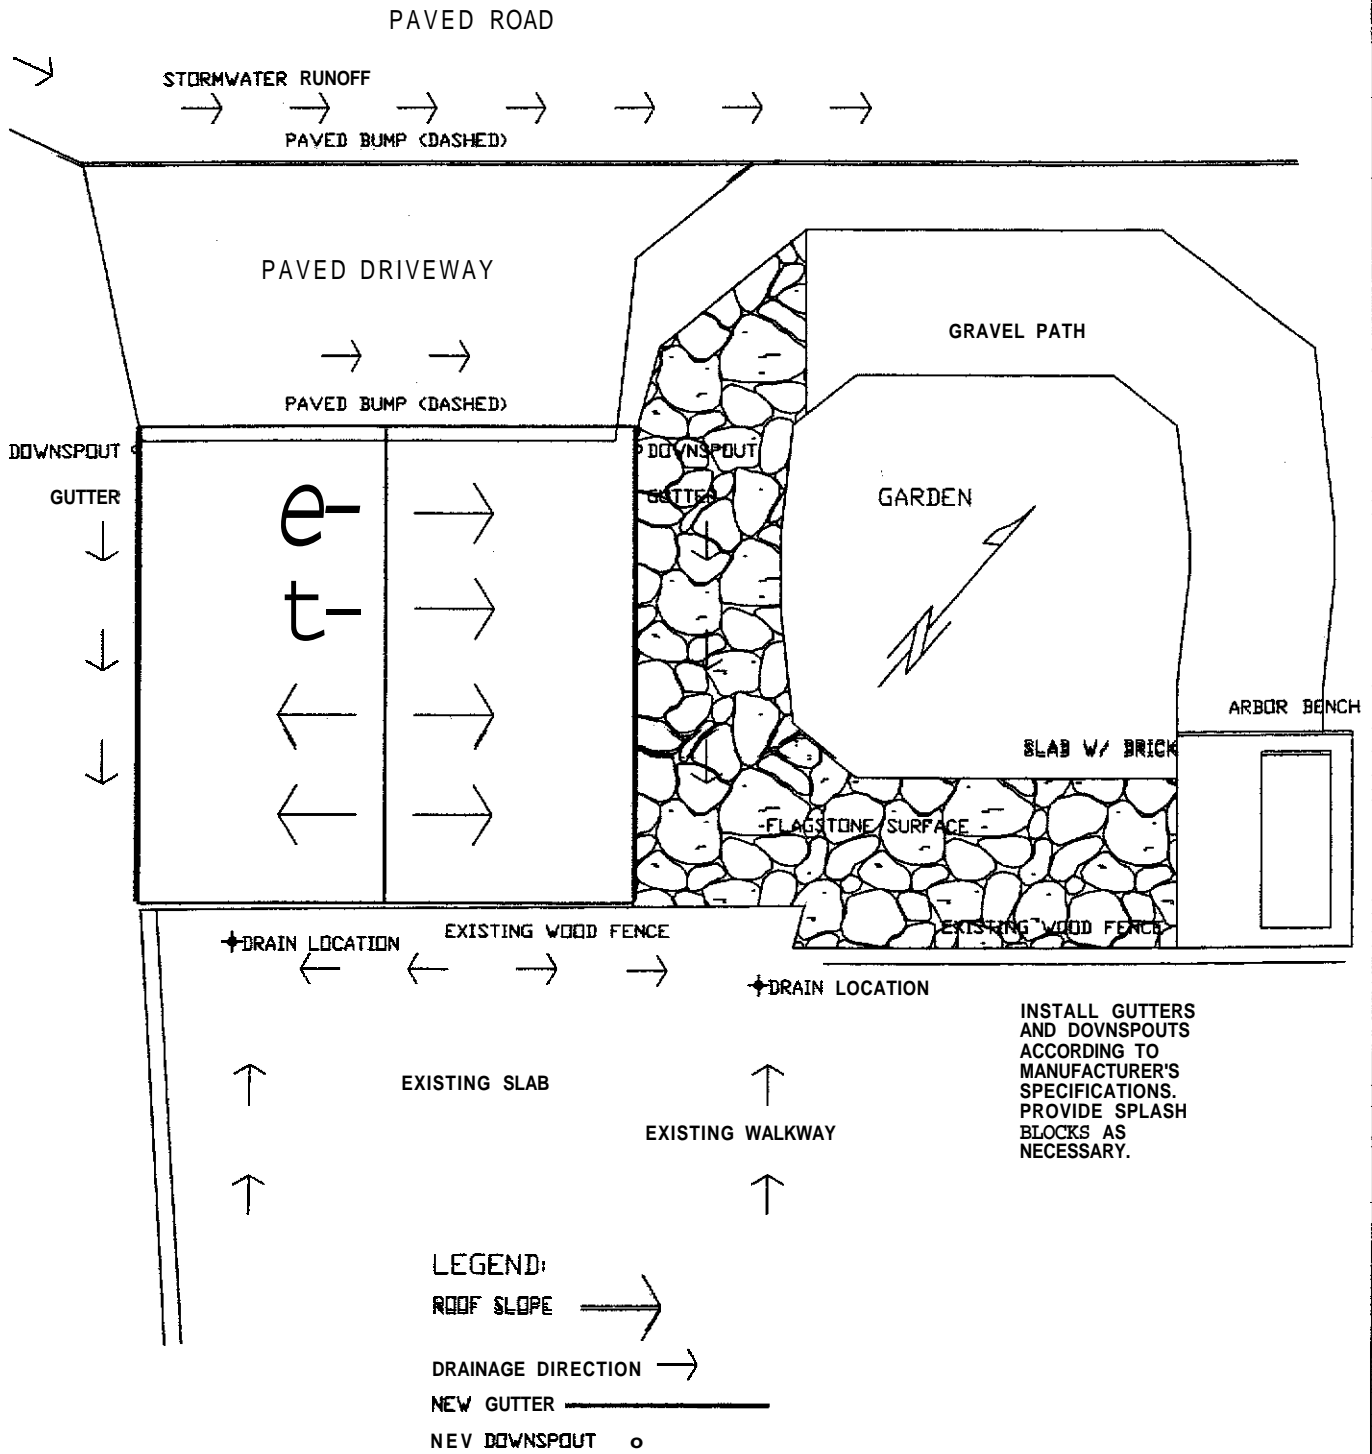 PAVED ROAD
STORMWATER RUNOFF
PAVED BUMP (DASHED)
PAVED DRIVEWAY
GRAVEL PATH
PAVED BUMP (DASHED)
DOWNSPOUT
DOWNSPOUT
GUTTER
GUTTER
GARDEN
e-
t-
ARBOR BENCH
SLAB W/ BRICK
FLAGSTONE SURFACE
EXISTING WOOD FENCE
EXISTING WOOD FENCE
DRAIN LOCATION
DRAIN LOCATION
INSTALL GUTTERS
AND DOVNSPOUTS
ACCORDING TO
MANUFACTURER'S
SPECIFICATIONS.
PROVIDE SPLASH
BLOCKS AS
NECESSARY.
EXISTING SLAB
EXISTING WALKWAY
LEGEND:
ROOF SLOPE
DRAINAGE DIRECTION
NEW GUTTER
NEV DOWNSPOUT o